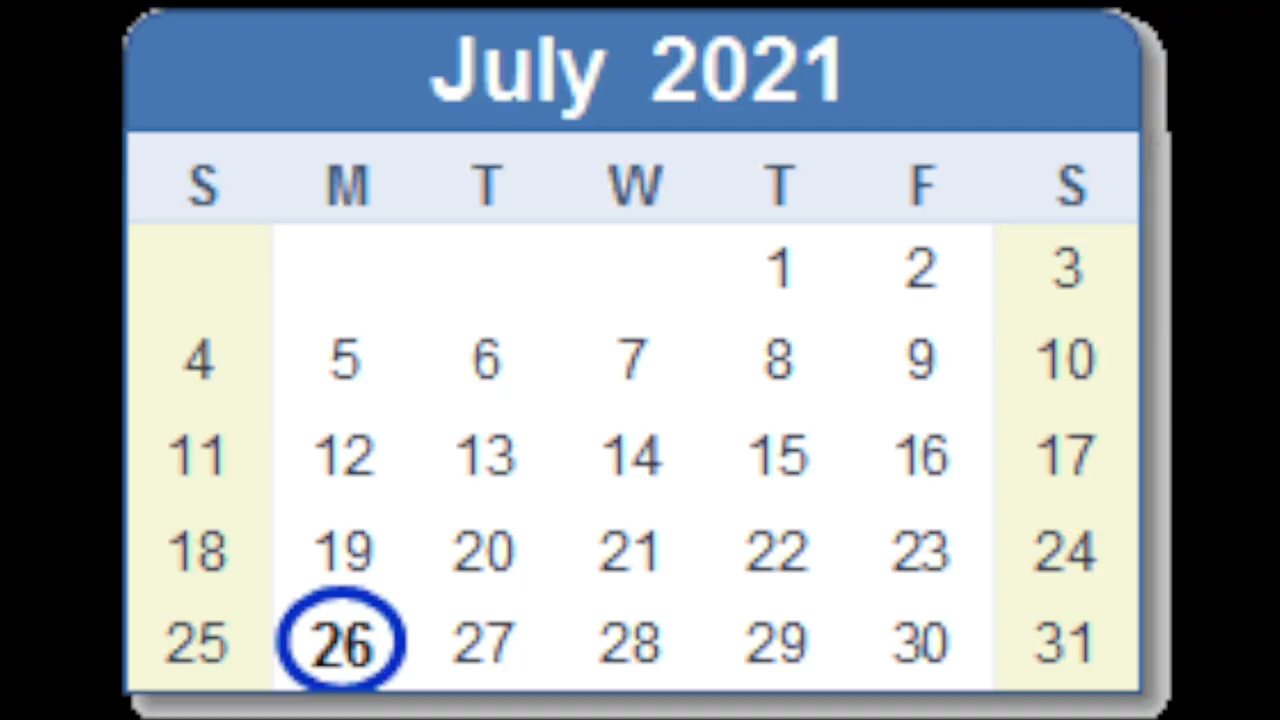 July 2021
S M T W T F S
1 2 3
4 5 6 7 8 9 10
11 12 13 14 15 16 17
18 19 20 21 22 23 24
25 26 27 28 29 30 31